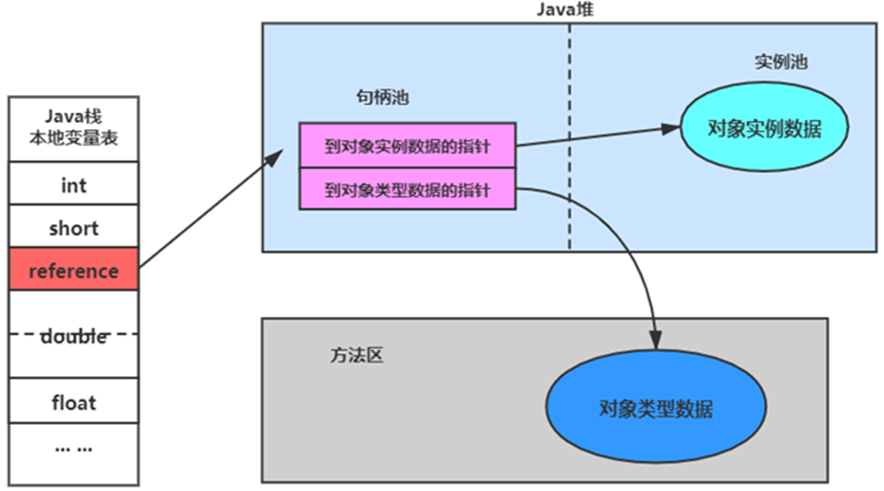 Java堆
Java栈
本地变量表
int
short
reference
double
float
... ...
句柄池
到对象实例数据的指针
到对象类型数据的指针
实例池
对象实例数据
方法区
对象类型数据